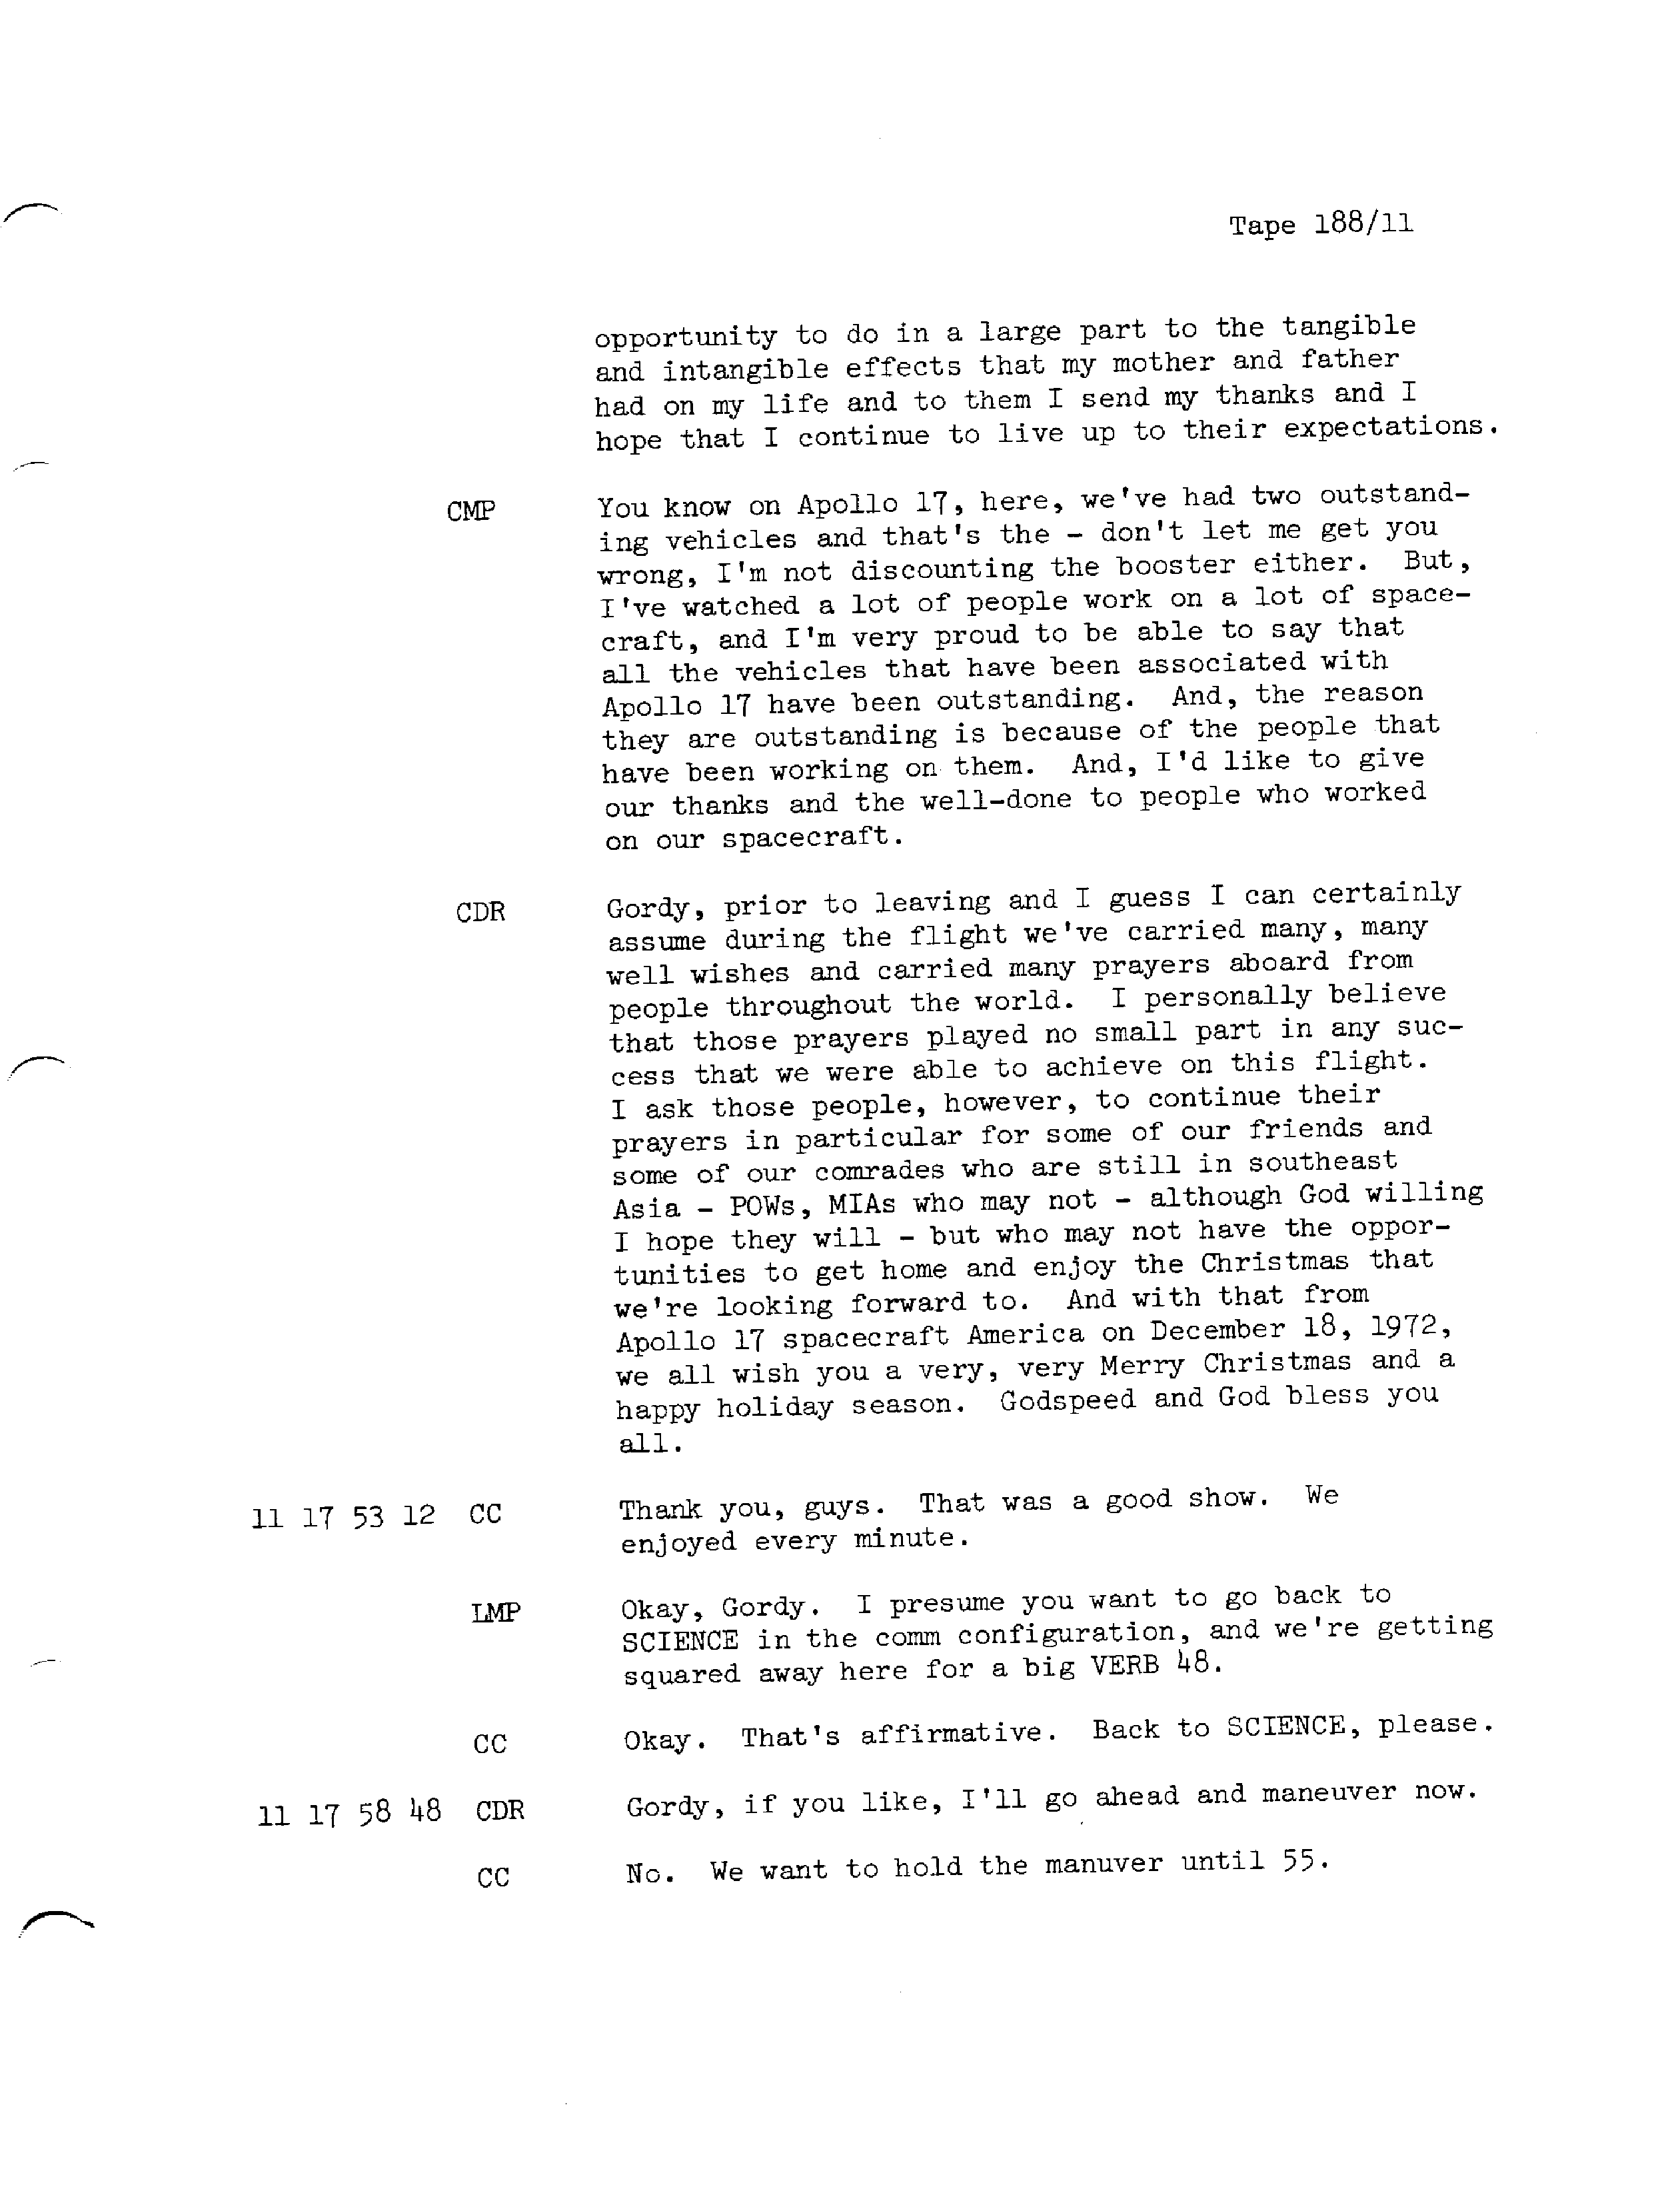 Tape 188/11
opportunity to do in a large part to the tangible
and intangible effects that my mother and father
had on my life and to them I send my thanks and I
hope that I continue to live up to their expectations.
CMP You know on Apollo 17, here, we've had two outstand-
ing vehicles and that's the - don't let me get you
wrong, I'm not discounting the booster either. But,
I've watched a lot of people work on a lot of space-
craft, and I'm very proud to be able to say that
all the vehicles that have been associated with
Apollo 17 have been outstanding. And, the reason
they are outstanding is because of the people that
have been working on them. And, I'd like to give
our thanks and the well-done to people who worked
on our spacecraft.
CDR Gordy, prior to leaving and I guess I can certainly
assume during the flight we've carried many, many
well wishes and carried many prayers aboard from
people throughout the world. I personally believe
that those prayers played no small part in any suc-
cess that we were able to achieve on this flight.
I ask those people, however, to continue their
prayers in particular for some of our friends and
some of our comrades who are still in southeast
Asia - POWs, MIAs who may not - although God willing
I hope they will - but who may not have the oppor-
tunities to get home and enjoy the Christmas that
we're looking forward to. And with that from
Apollo 17 spacecraft America on December 18, 1972,
we all wish you a very, very Merry Christmas and a
happy holiday season. Godspeed and God bless you
all.
11 17 53 12 CC Thank you, guys. That was a good show. We
enjoyed every minute.
LMP Okay, Gordy. I presume you want to go back to
SCIENCE in the comm configuration, and we're getting
squared away here for a big VERB 48.
CC Okay. That's affirmative. Back to SCIENCE, please.
11 17 58 48 CDR Gordy, if you like, I'll go ahead and maneuver now.
CC No. We want to hold the manuver until 55.